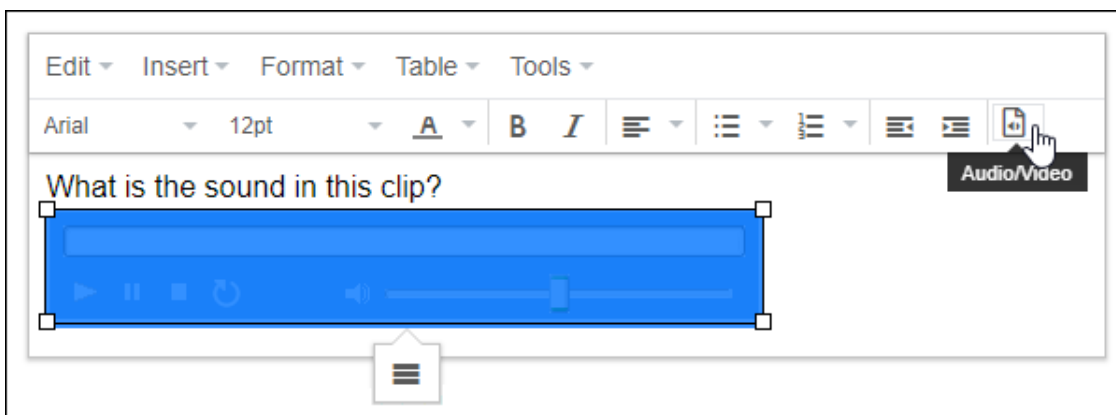 Edit Insert Format Table Tools
Arial 12pt A B I
Audio/Video
What is the sound in this clip?